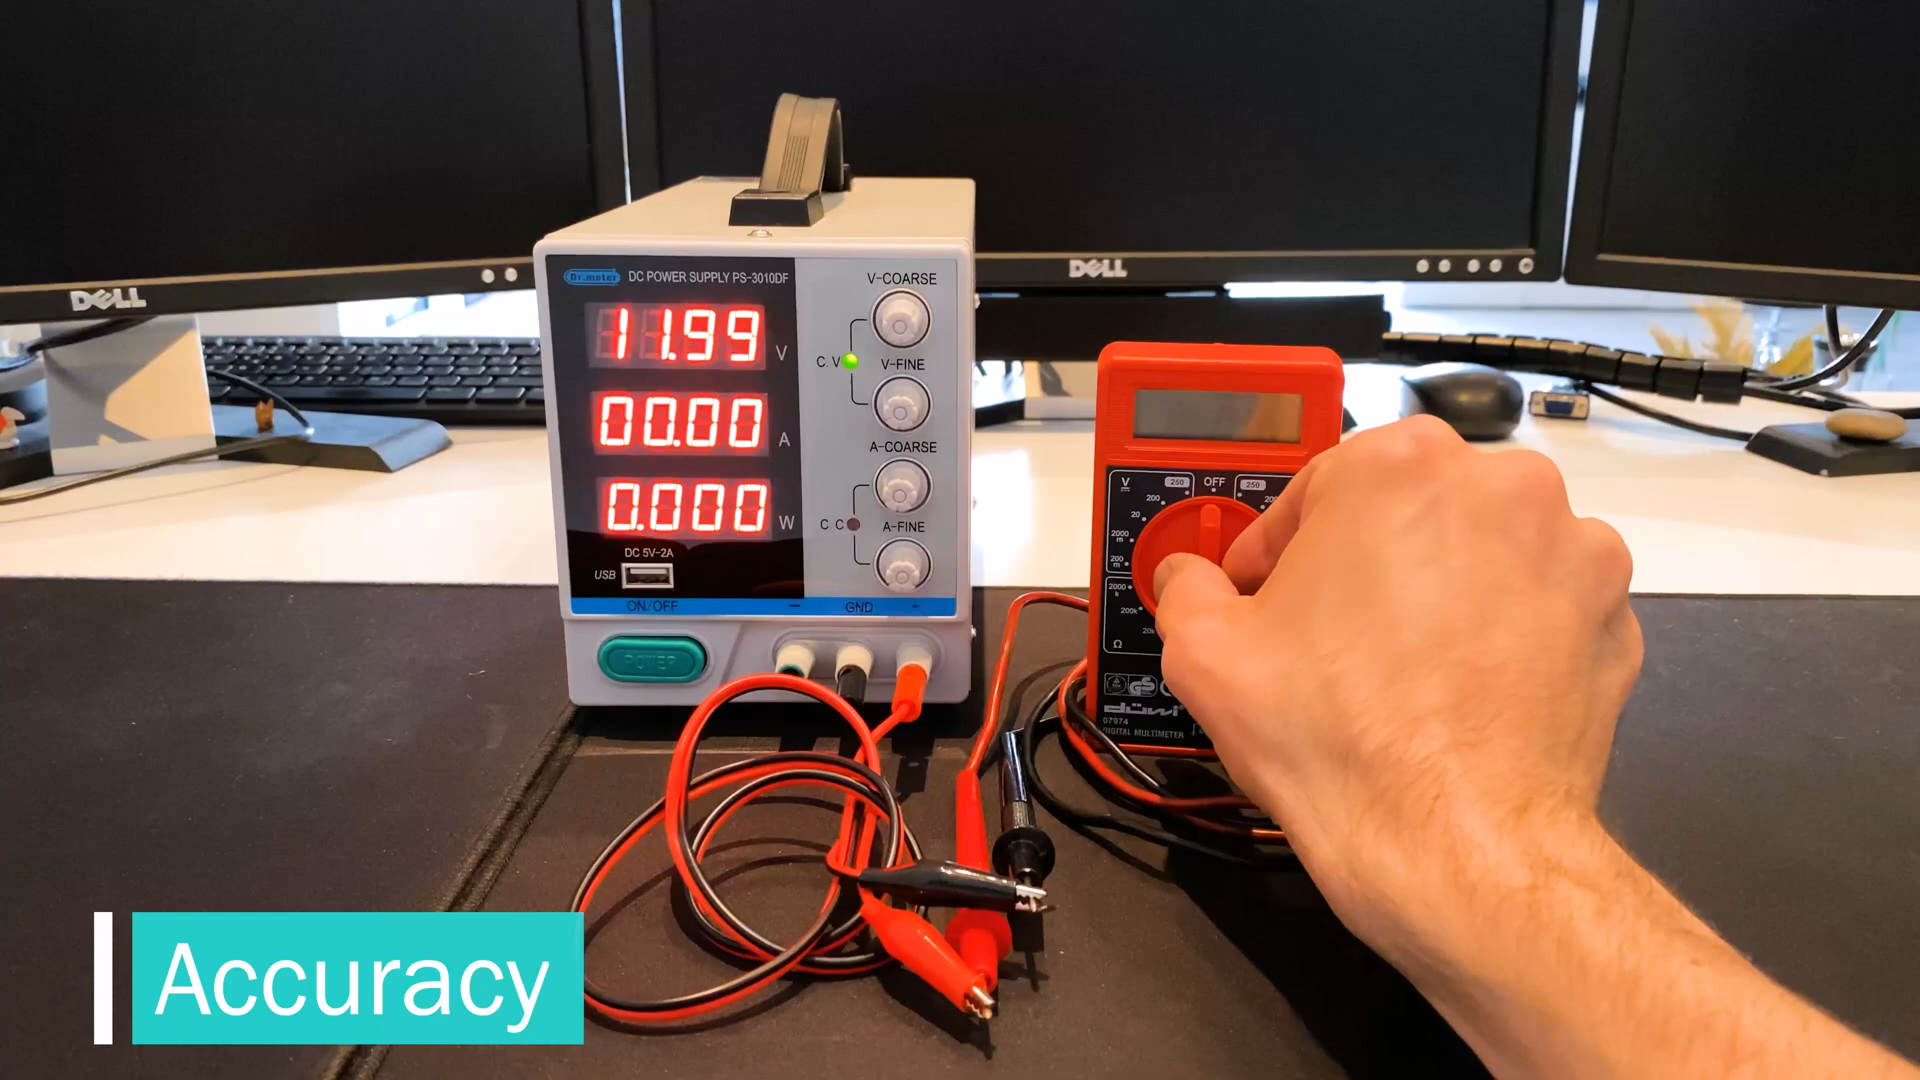 DELL
DELL
Dr.meter DC POWER SUPPLY PS-3010DF
11.99 V
00.00 A
0.000 W
DC 5V-2A
USB
V-COARSE
C.V
V-FINE
A-COARSE
C.C
A-FINE
ON/OFF
GND
POWER
OFF
V
250
250
200
20
2000
m
200
m
2000
k
200k
Ω
düwi
07974
DIGITAL MULTIMETER
Accuracy